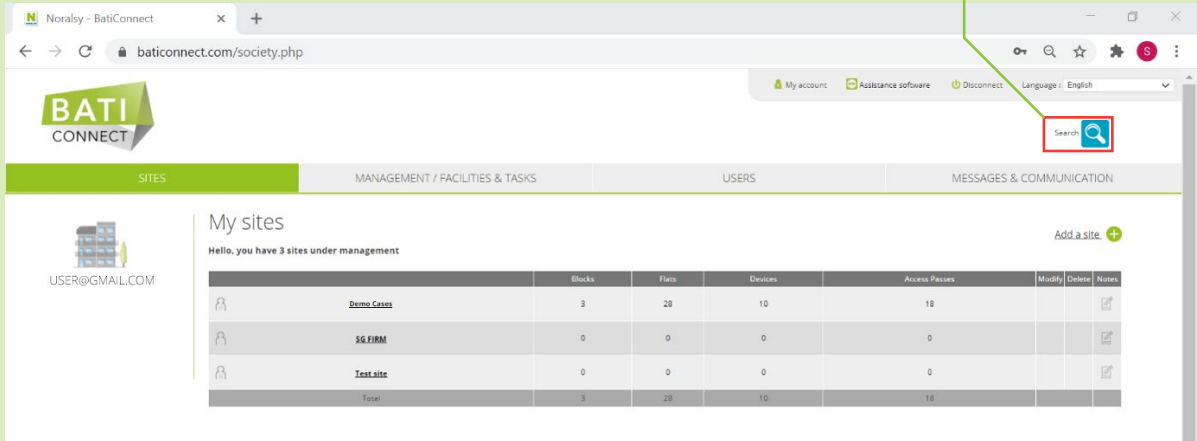 Noralsy - BatiConnect
baticonnect.com/society.php
S
My account Assistance software Disconnect Language : English
BATI
CONNECT
Search
SITES MANAGEMENT / FACILITIES & TASKS USERS MESSAGES & COMMUNICATION
My sites
Add a site
Hello, you have 3 sites under management
USER@GMAIL.COM
Blocks Flats Devices Access Passes Modify Delete Notes
Demo Cases 3 28 10 18
SG FIRM 0 0 0 0
Test site 0 0 0 0
Total 3 28 10 18